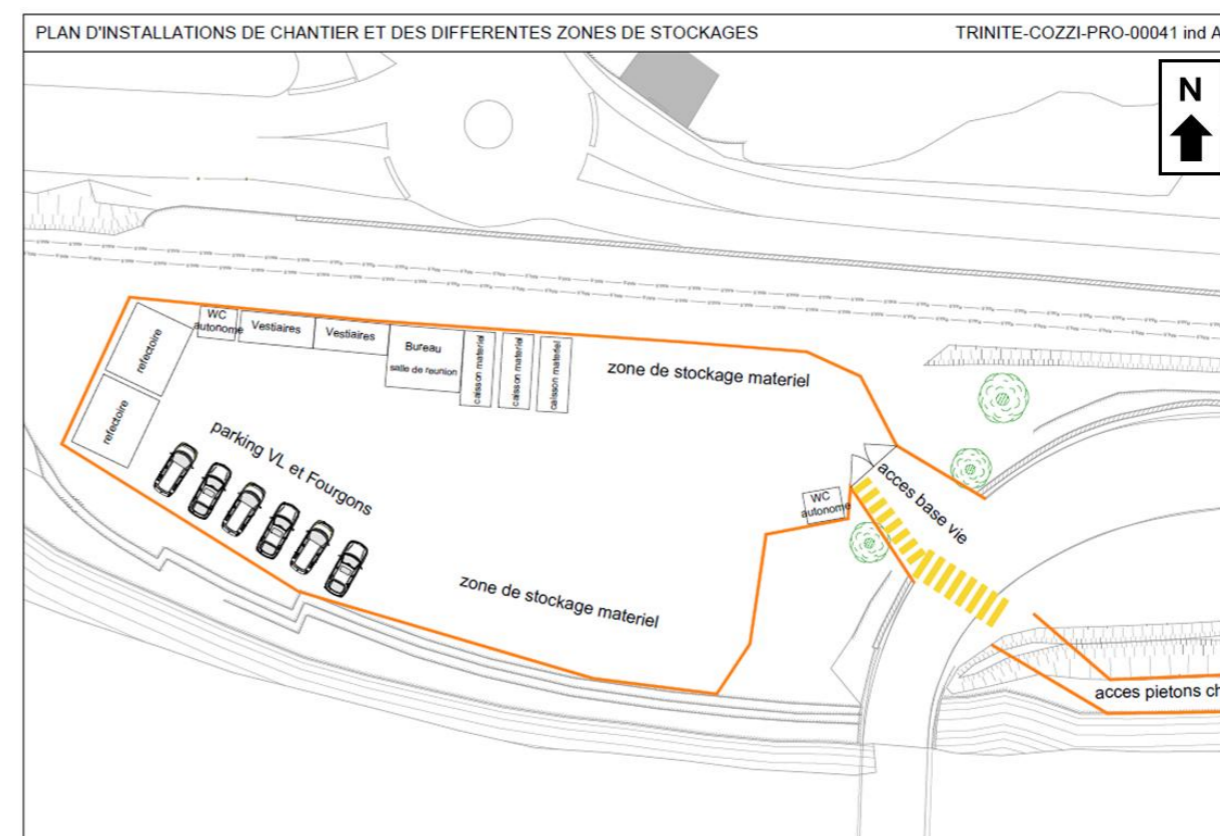 PLAN D'INSTALLATIONS DE CHANTIER ET DES DIFFERENTES ZONES DE STOCKAGES
TRINITE-COZZI-PRO-00041 ind A
N
WC
autonome
Vestiaires
Vestiaires
Bureau
salle de reunion
caisson materiel
caisson materiel
caisson materiel
refectoire
refectoire
zone de stockage materiel
parking VL et Fourgons
acces base vie
WC
autonome
zone de stockage materiel
acces pietons ch